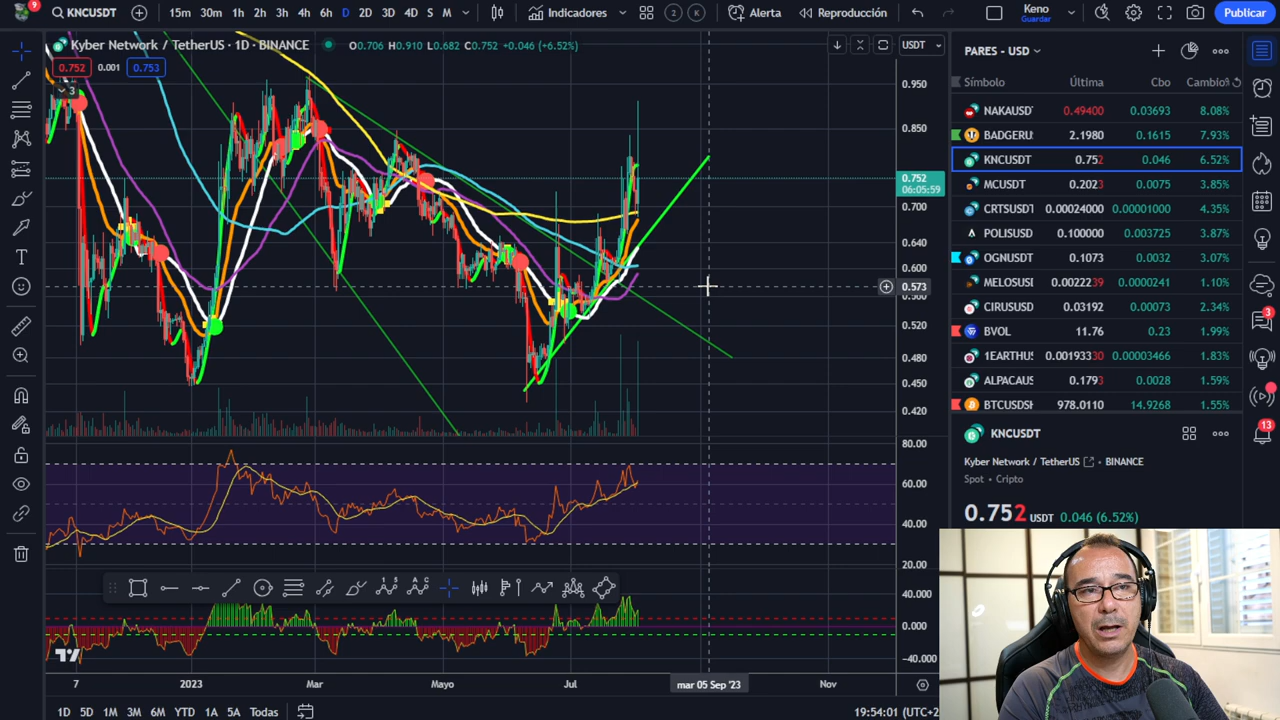 9
KNCUSDT
15m 30m 1h 2h 3h 4h 6h D 2D 3D 4D S M
Indicadores
2 K
Alerta
Reproducción
Keno
Guardar
Publicar
Kyber Network / TetherUS · 1D · BINANCE
O0.706 H0.910 L0.682 C0.752 +0.046 (+6.52%)
USDT
0.752 0.001 0.753
3
0.950
0.850
0.752
06:05:59
0.700
0.640
0.600
0.573
0.520
0.480
0.450
0.420
80.00
60.00
40.00
20.00
40.000
0.000
−40.000
7 2023 Mar Mayo Jul mar 05 Sep '23 Nov
1D 5D 1M 3M 6M YTD 1A 5A Todas
19:54:01 (UTC+2
PARES - USD
Símbolo Última Cbo Cambio%
NAKAUSD 0.49400 0.03693 8.08%
BADGERU 2.1980 0.1615 7.93%
KNCUSDT 0.752 0.046 6.52%
MCUSDT 0.2023 0.0075 3.85%
CRTSUSDT 0.00024000 0.00001000 4.35%
POLISUSD 0.100000 0.003725 3.87%
OGNUSDT 0.1073 0.0032 3.07%
MELOSUSD 0.0022239 0.0000241 1.10%
CIRUSUSD 0.03192 0.00073 2.34%
BVOL 11.76 0.23 1.99%
1EARTHUS 0.00193330 0.00003466 1.83%
ALPACAUS 0.1793 0.0028 1.59%
BTCUSDSH 978.0110 14.9268 1.55%
KNCUSDT
Kyber Network / TetherUS · BINANCE
Spot · Cripto
0.752 USDT 0.046 (6.52%)
3
13